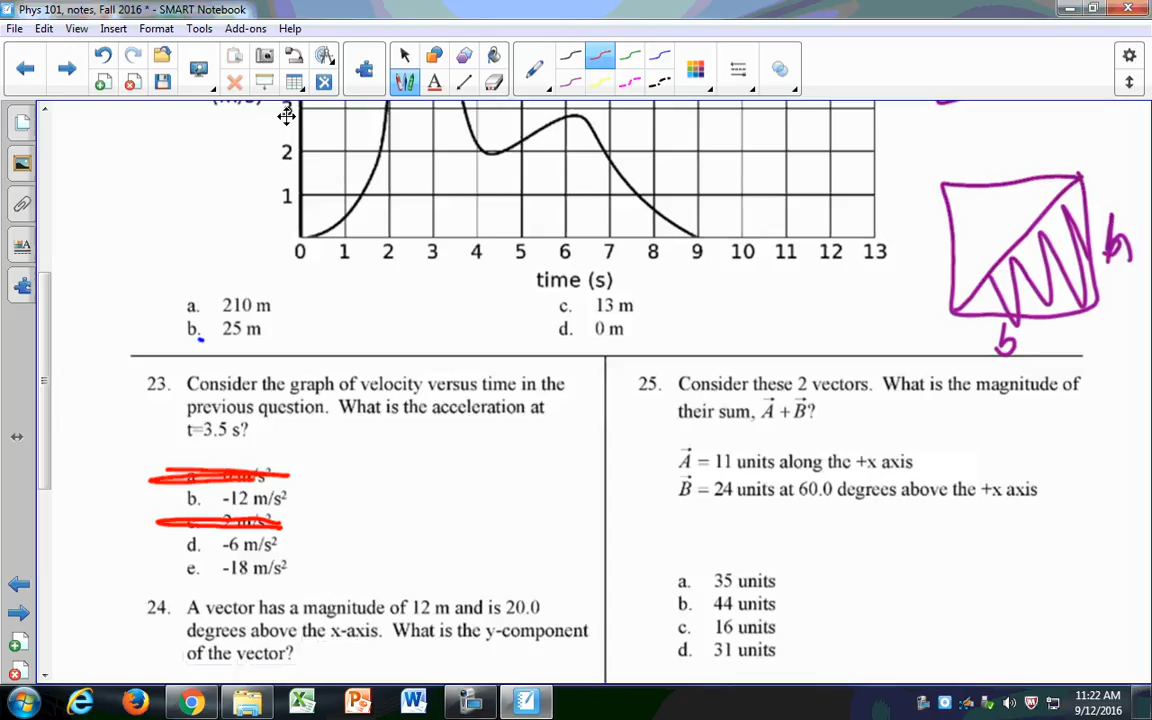 Phys 101, notes, Fall 2016 * - SMART Notebook
File Edit View Insert Format Tools Add-ons Help
2
1
0 1 2 3 4 5 6 7 8 9 10 11 12 13
time (s)
a. 210 m
b. 25 m
c. 13 m
d. 0 m
h
b
23. Consider the graph of velocity versus time in the
previous question. What is the acceleration at
t=3.5 s?
b. -12 m/s²
d. -6 m/s²
e. -18 m/s²
24. A vector has a magnitude of 12 m and is 20.0
degrees above the x-axis. What is the y-component
of the vector?
25. Consider these 2 vectors. What is the magnitude of
their sum, A⃗ + B⃗?
A⃗ = 11 units along the +x axis
B⃗ = 24 units at 60.0 degrees above the +x axis
a. 35 units
b. 44 units
c. 16 units
d. 31 units
11:22 AM
9/12/2016